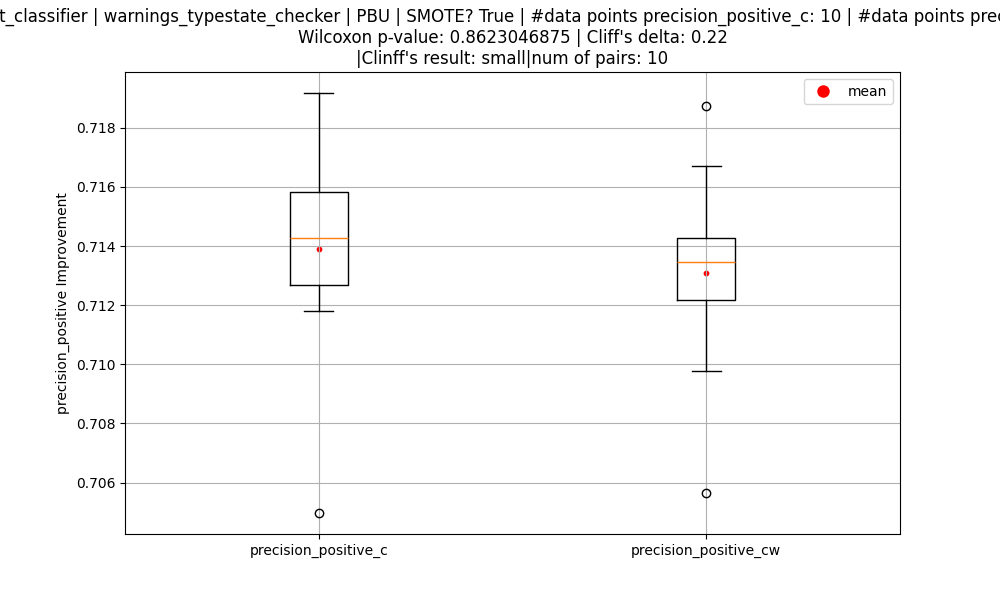 t_classifier | warnings_typestate_checker | PBU | SMOTE? True | #data points precision_positive_c: 10 | #data points prec
Wilcoxon p-value: 0.8623046875 | Cliff's delta: 0.22
|Clinff's result: small|num of pairs: 10
mean
0.718
0.716
0.714
0.712
0.710
0.708
0.706
precision_positive Improvement
precision_positive_c
precision_positive_cw